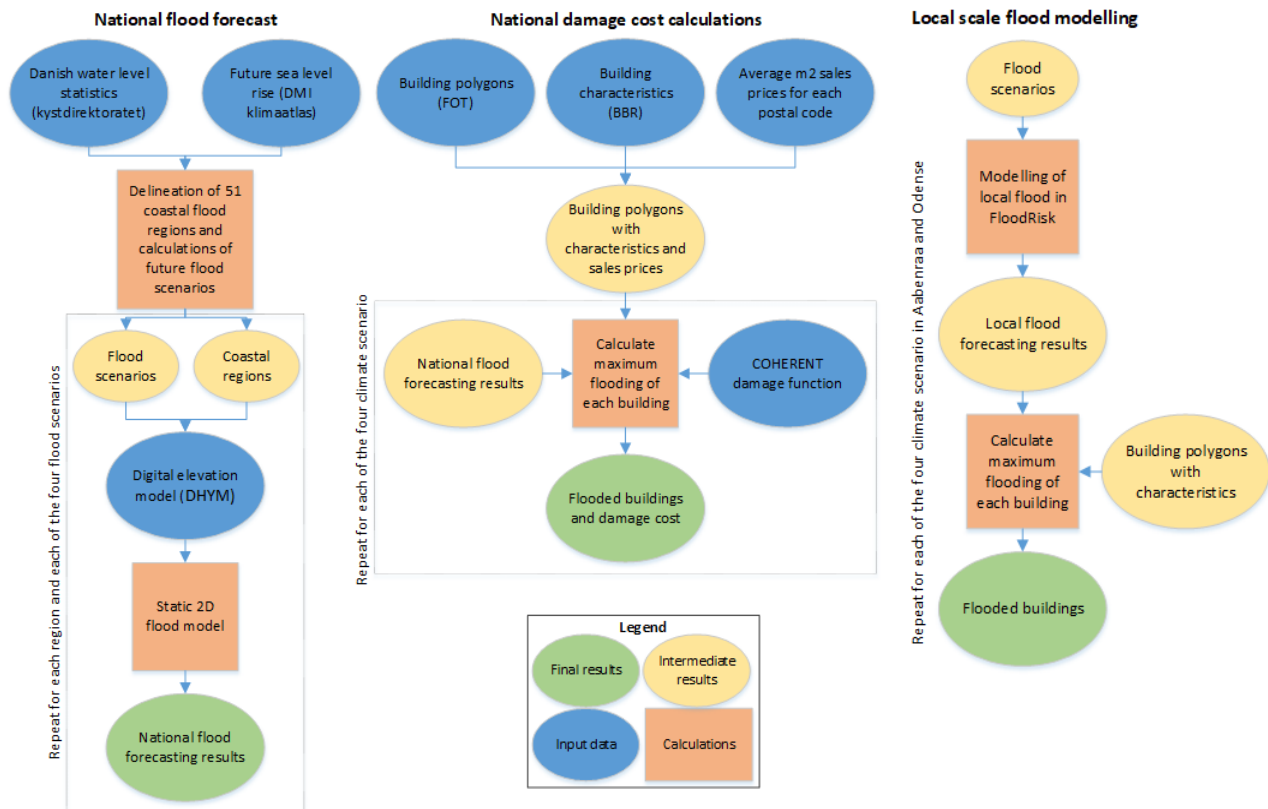 National flood forecast
Danish water level
statistics
(kystdirektoratet)
Future sea level
rise (DMI
klimaatlas)
Delineation of 51
coastal flood
regions and
calculations of
future flood
scenarios
Flood
scenarios
Coastal
regions
Digital elevation
model (DHYM)
Static 2D
flood model
National flood
forecasting results
Repeat for each region and each of the four flood scenarios
National damage cost calculations
Building polygons
(FOT)
Building
characteristics
(BBR)
Average m2 sales
prices for each
postal code
Building polygons
with
characteristics and
sales prices
National flood
forecasting results
Calculate
maximum
flooding of
each building
COHERENT
damage function
Flooded buildings
and damage cost
Repeat for each of the four climate scenario
Legend
Final results
Intermediate
results
Input data
Calculations
Local scale flood modelling
Flood
scenarios
Modelling of
local flood in
FloodRisk
Local flood
forecasting results
Calculate
maximum
flooding of
each building
Building polygons
with
characteristics
Flooded buildings
Repeat for each of the four climate scenario in Aabenraa and Odense